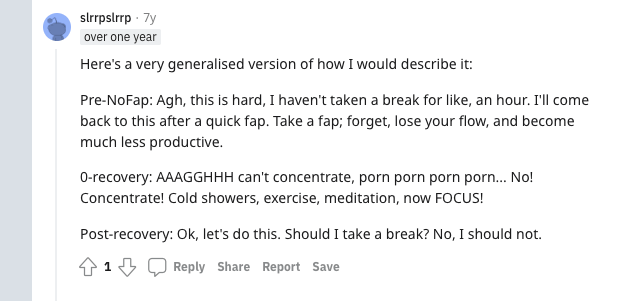 slrrpslrrp · 7y
over one year
Here's a very generalised version of how I would describe it:
Pre-NoFap: Agh, this is hard, I haven't taken a break for like, an hour. I'll come
back to this after a quick fap. Take a fap; forget, lose your flow, and become
much less productive.
0-recovery: AAAGGHHH can't concentrate, porn porn porn porn... No!
Concentrate! Cold showers, exercise, meditation, now FOCUS!
Post-recovery: Ok, let's do this. Should I take a break? No, I should not.
1 Reply Share Report Save